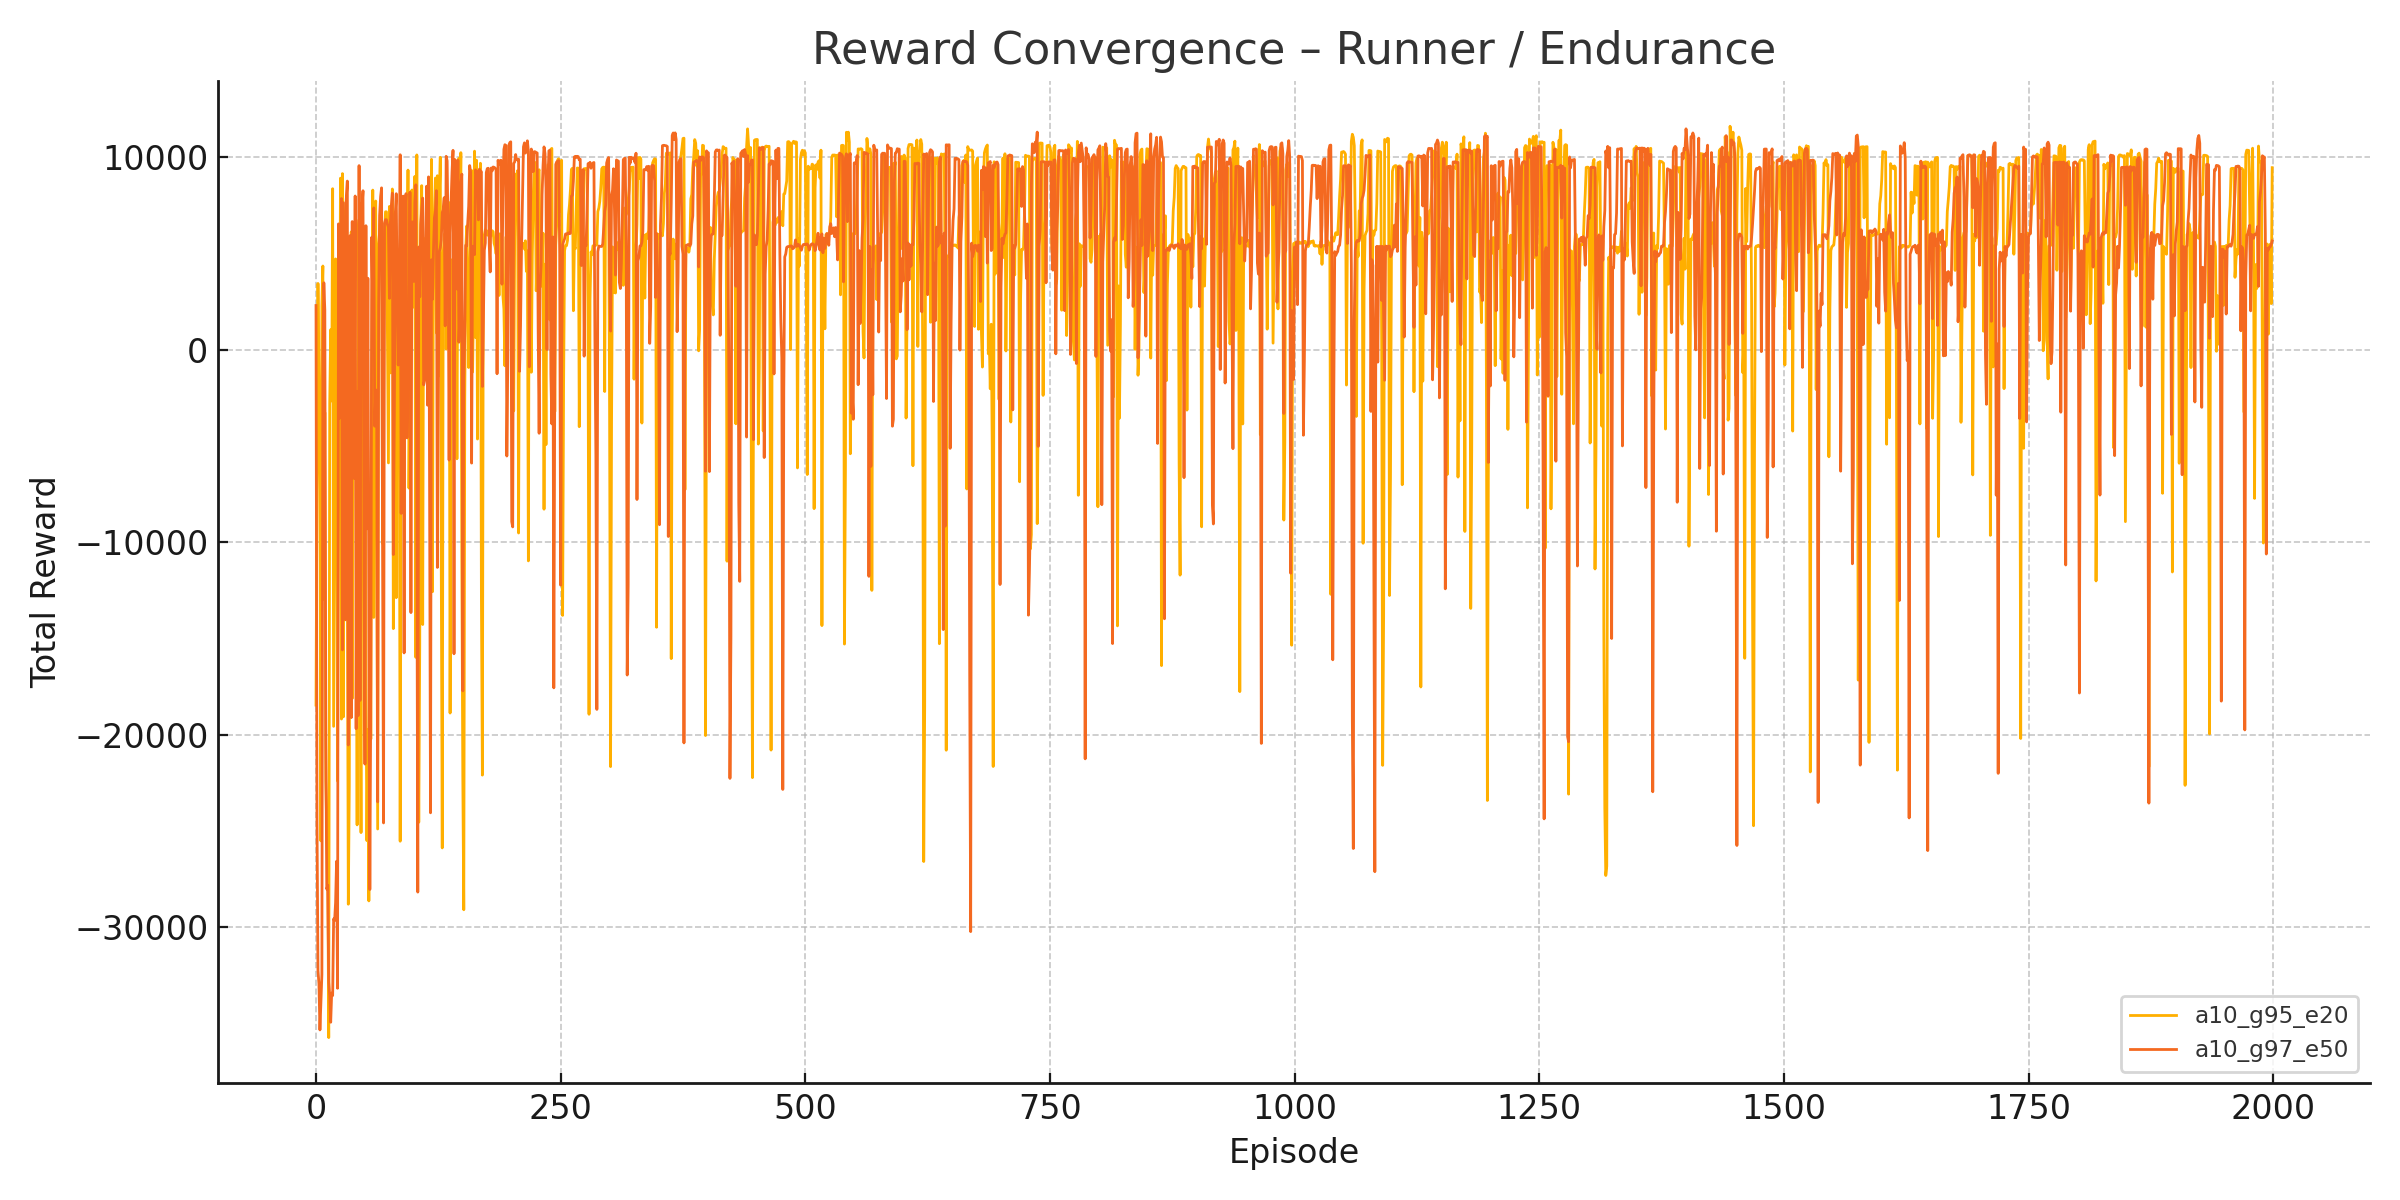 Reward Convergence – Runner / Endurance
Total Reward
10000
0
−10000
−20000
−30000
0 250 500 750 1000 1250 1500 1750 2000
Episode
a10_g95_e20
a10_g97_e50